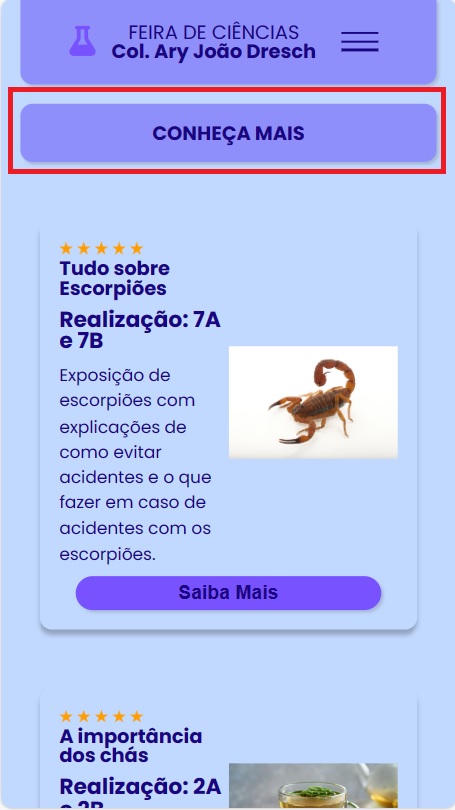 FEIRA DE CIÊNCIAS
Col. Ary João Dresch
CONHEÇA MAIS
★★★★★
Tudo sobre
Escorpiões
Realização: 7A
e 7B
Exposição de
escorpiões com
explicações de
como evitar
acidentes e o que
fazer em caso de
acidentes com os
escorpiões.
Saiba Mais
★★★★★
A importância
dos chás
Realização: 2A
e 2B